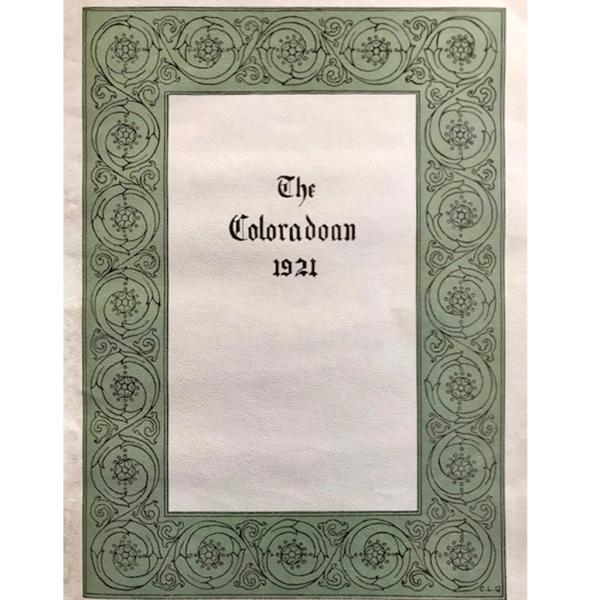 The
Coloradoan
1921
C L Q